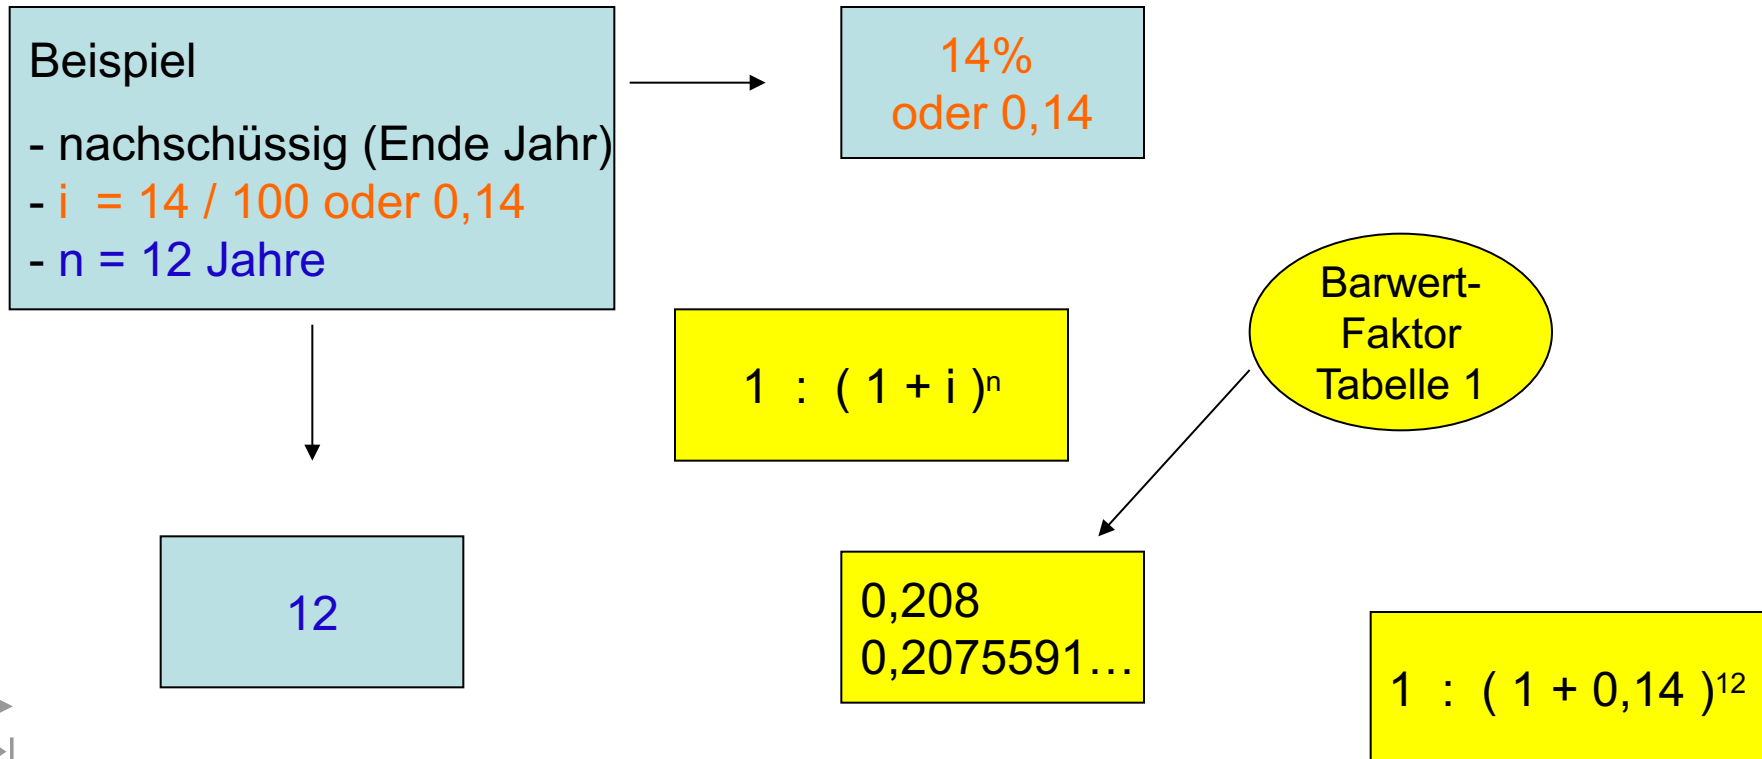 Beispiel
- nachschüssig (Ende Jahr)
- i  = 14 / 100 oder 0,14
- n = 12 Jahre
14%
oder 0,14
Barwert-
Faktor
Tabelle 1
1 : ( 1 + i )ⁿ
12
0,208
0,2075591…
1 : ( 1 + 0,14 )¹²